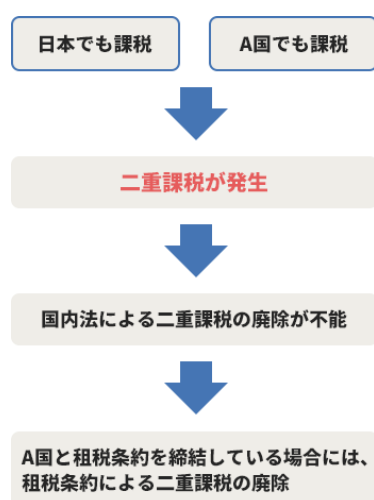 日本でも課税
A国でも課税
二重課税が発生
国内法による二重課税の廃除が不能
A国と租税条約を締結している場合には、
租税条約による二重課税の廃除